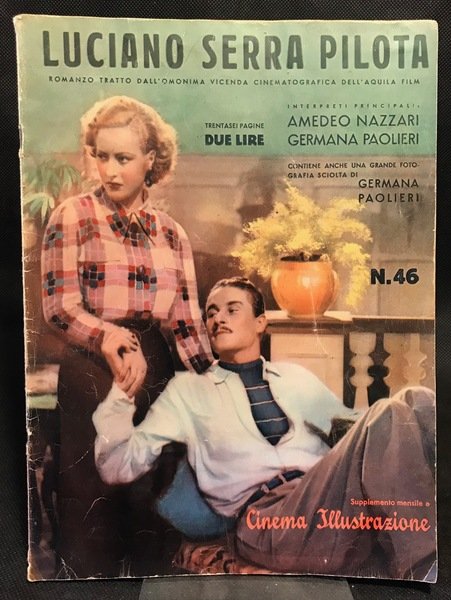 LUCIANO SERRA PILOTA
ROMANZO TRATTO DALL'OMONIMA VICENDA CINEMATOGRAFICA DELL'AQUILA FILM
TRENTASEI PAGINE
DUE LIRE
INTERPRETI PRINCIPALI:
AMEDEO NAZZARI
GERMANA PAOLIERI
CONTIENE ANCHE UNA GRANDE FOTO-
GRAFIA SCIOLTA DI
GERMANA
PAOLIERI
N.46
Supplemento mensile a
Cinema Illustrazione